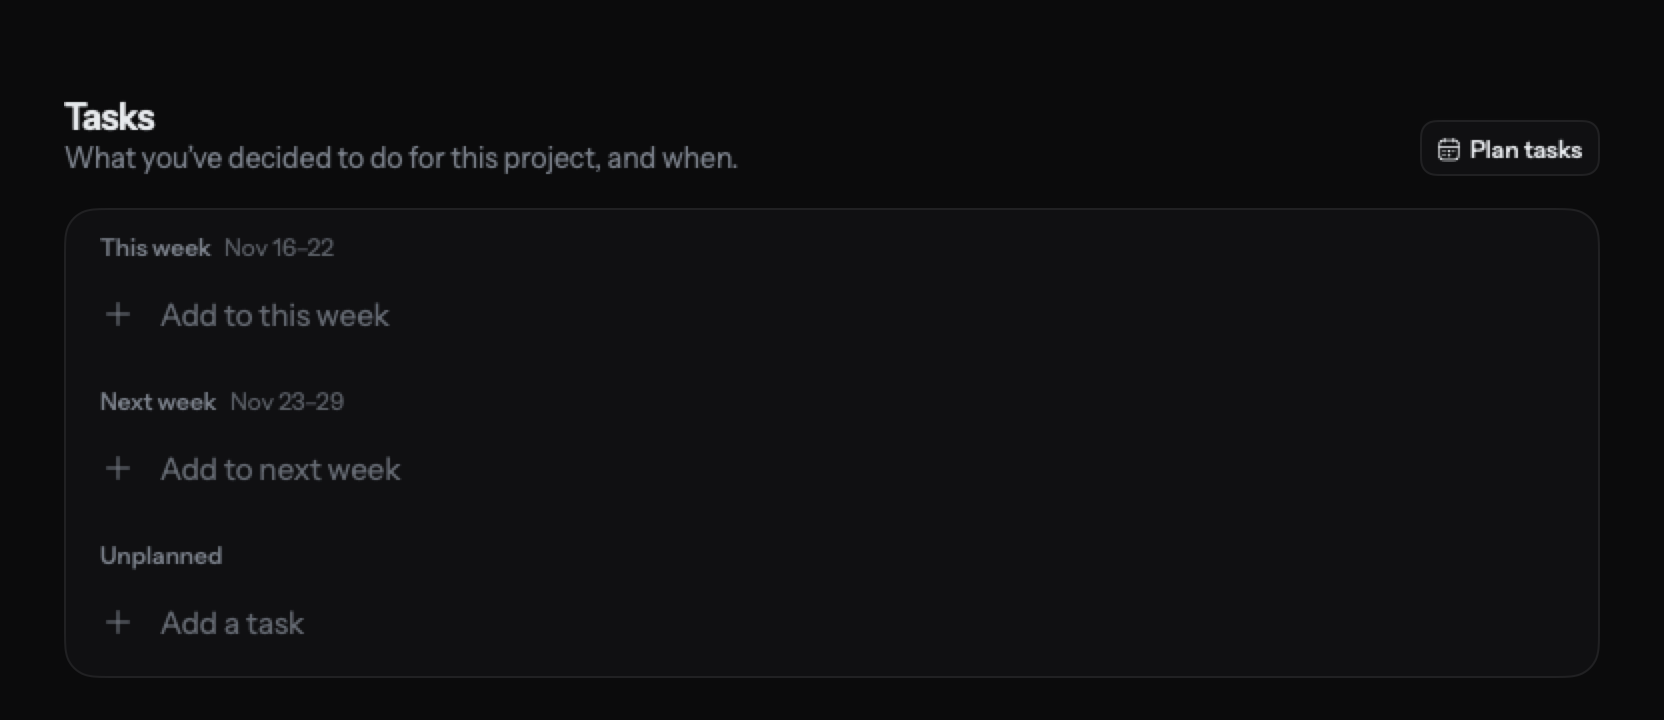 Tasks
What you've decided to do for this project, and when.
Plan tasks
This week Nov 16–22
Add to this week
Next week Nov 23–29
Add to next week
Unplanned
Add a task